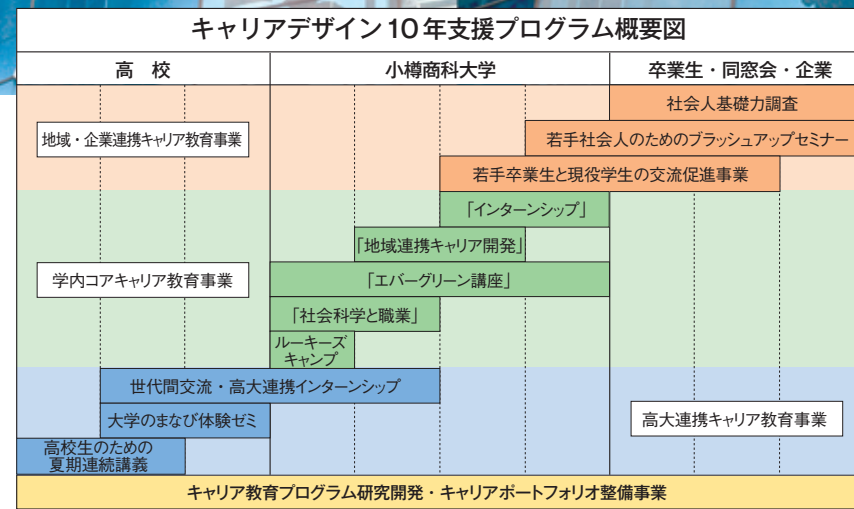 キャリアデザイン10年支援プログラム概要図
高 校
小樽商科大学
卒業生・同窓会・企業
社会人基礎力調査
地域・企業連携キャリア教育事業
若手社会人のためのブラッシュアップセミナー
若手卒業生と現役学生の交流促進事業
「インターンシップ」
「地域連携キャリア開発」
学内コアキャリア教育事業
「エバーグリーン講座」
「社会科学と職業」
ルーキーズ
キャンプ
世代間交流・高大連携インターンシップ
大学のまなび体験ゼミ
高大連携キャリア教育事業
高校生のための
夏期連続講義
キャリア教育プログラム研究開発・キャリアポートフォリオ整備事業